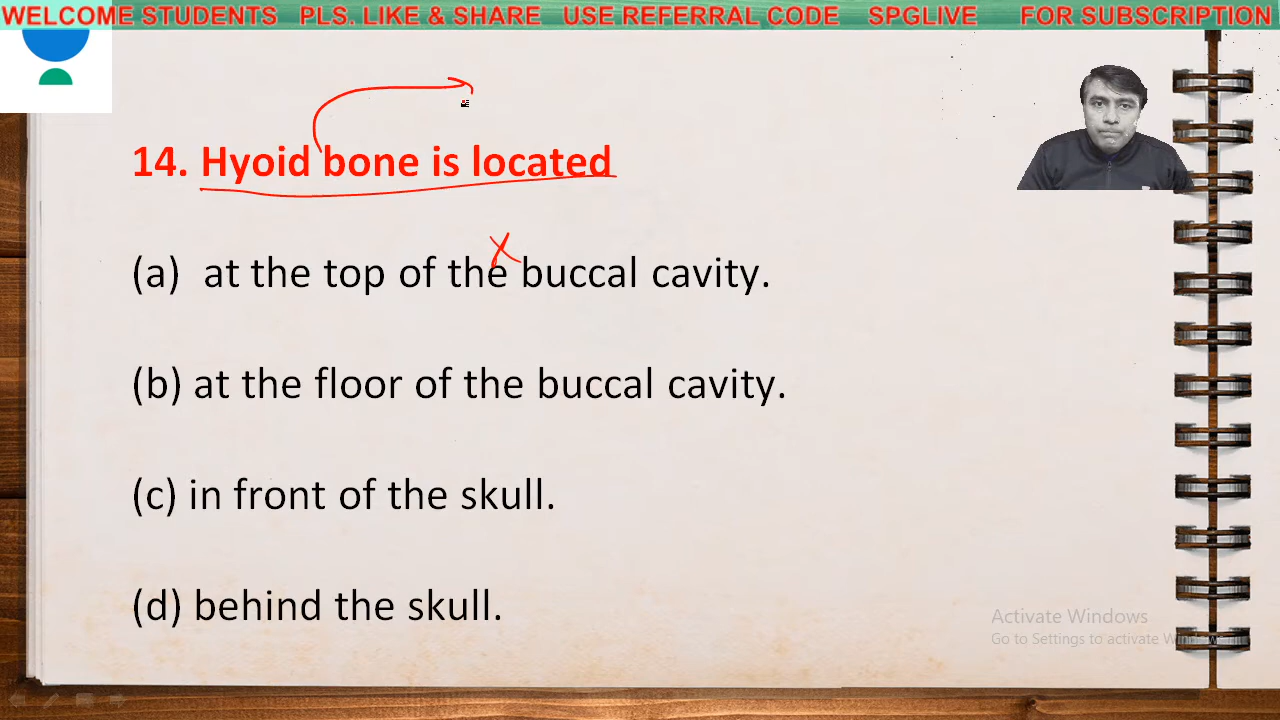 WELCOME STUDENTS PLS. LIKE & SHARE USE REFERRAL CODE SPGLIVE FOR SUBSCRIPTION
14. Hyoid bone is located
(a) at the top of the buccal cavity.
(b) at the floor of the buccal cavity.
(c) in front of the skull.
(d) behind the skull.
Activate Windows
Go to Settings to activate Windows.